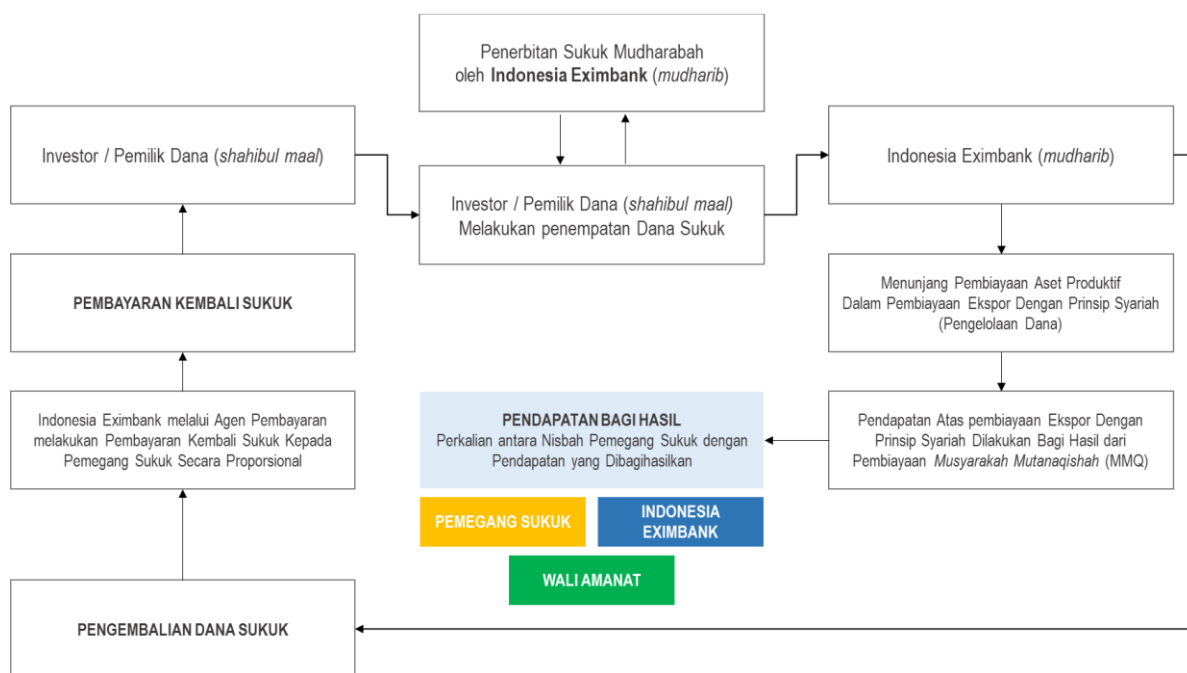 Penerbitan Sukuk Mudharabah
oleh Indonesia Eximbank (mudharib)
Investor / Pemilik Dana (shahibul maal)
Investor / Pemilik Dana (shahibul maal)
Melakukan penempatan Dana Sukuk
Indonesia Eximbank (mudharib)
PEMBAYARAN KEMBALI SUKUK
Menunjang Pembiayaan Aset Produktif
Dalam Pembiayaan Ekspor Dengan Prinsip Syariah
(Pengelolaan Dana)
Indonesia Eximbank melalui Agen Pembayaran
melakukan Pembayaran Kembali Sukuk Kepada
Pemegang Sukuk Secara Proporsional
PENDAPATAN BAGI HASIL
Perkalian antara Nisbah Pemegang Sukuk dengan
Pendapatan yang Dibagihasilkan
Pendapatan Atas pembiayaan Ekspor Dengan
Prinsip Syariah Dilakukan Bagi Hasil dari
Pembiayaan Musyarakah Mutanaqishah (MMQ)
PEMEGANG SUKUK
INDONESIA
EXIMBANK
WALI AMANAT
PENGEMBALIAN DANA SUKUK